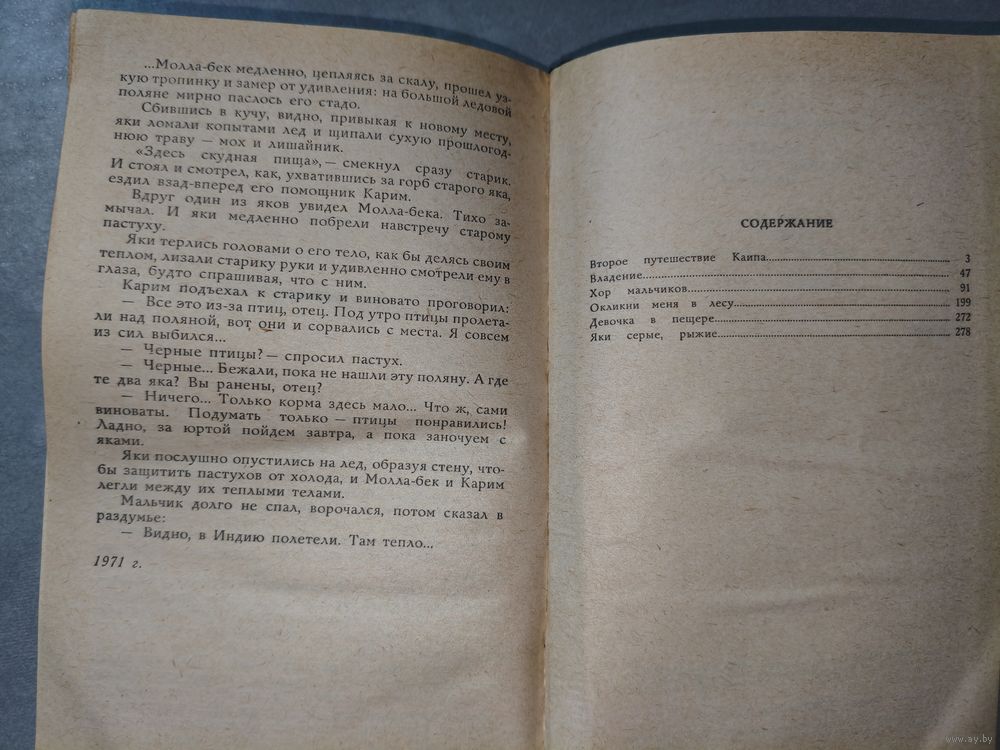 ...Молла-бек медленно, цепляясь за скалу, прошел уз-
кую тропинку и замер от удивления: на большой ледовой
поляне мирно паслось его стадо.
Сбившись в кучу, видно, привыкая к новому месту,
яки ломали копытами лед и щипали сухую прошлогод-
нюю траву — мох и лишайник.
«Здесь скудная пища»,— смекнул сразу старик.
И стоял и смотрел, как, ухватившись за горб старого яка,
ездил взад-вперед его помощник Карим.
Вдруг один из яков увидел Молла-бека. Тихо за-
мычал. И яки медленно побрели навстречу старому
пастуху.
Яки терлись головами о его тело, как бы делясь своим
теплом, лизали старику руки и удивленно смотрели ему в
глаза, будто спрашивая, что с ним.
Карим подъехал к старику и виновато проговорил:
— Все это из-за птиц, отец. Под утро птицы пролета-
ли над поляной, вот они и сорвались с места. Я совсем
из сил выбился...
— Черные птицы? — спросил пастух.
— Черные... Бежали, пока не нашли эту поляну. А где
те два яка? Вы ранены, отец?
— Ничего... Только корма здесь мало... Что ж, сами
виноваты. Подумать только — птицы понравились!
Ладно, за юртой пойдем завтра, а пока заночуем с
яками.
Яки послушно опустились на лед, образуя стену, что-
бы защитить пастухов от холода, и Молла-бек и Карим
легли между их теплыми телами.
Мальчик долго не спал, ворочался, потом сказал в
раздумье:
— Видно, в Индию полетели. Там тепло...
1971 г.
СОДЕРЖАНИЕ
Второе путешествие Каипа 3
Владение 47
Хор мальчиков 91
Окликни меня в лесу 199
Девочка в пещере 272
Яки серые, рыжие 278
www.ay.by